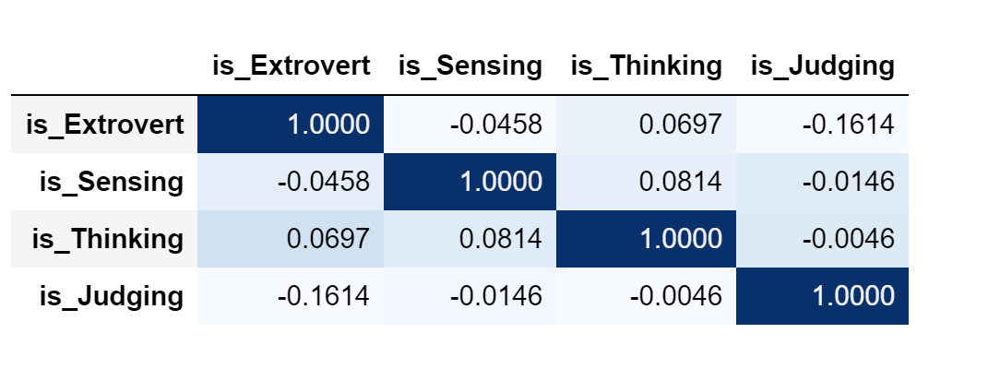 is_Extrovert is_Sensing is_Thinking is_Judging
is_Extrovert 1.0000 -0.0458 0.0697 -0.1614
is_Sensing -0.0458 1.0000 0.0814 -0.0146
is_Thinking 0.0697 0.0814 1.0000 -0.0046
is_Judging -0.1614 -0.0146 -0.0046 1.0000